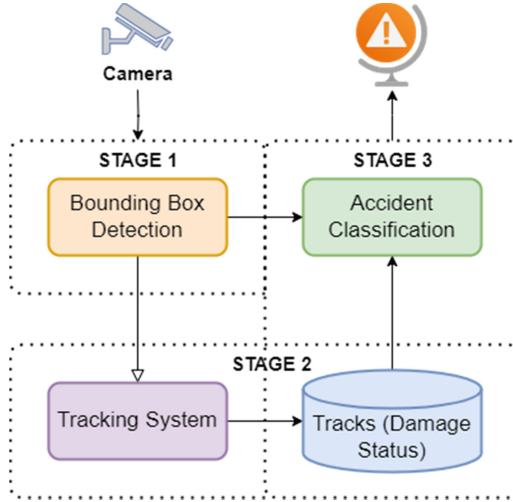 Camera
STAGE 1
STAGE 3
Bounding Box
Detection
Accident
Classification
STAGE 2
Tracking System
Tracks (Damage
Status)